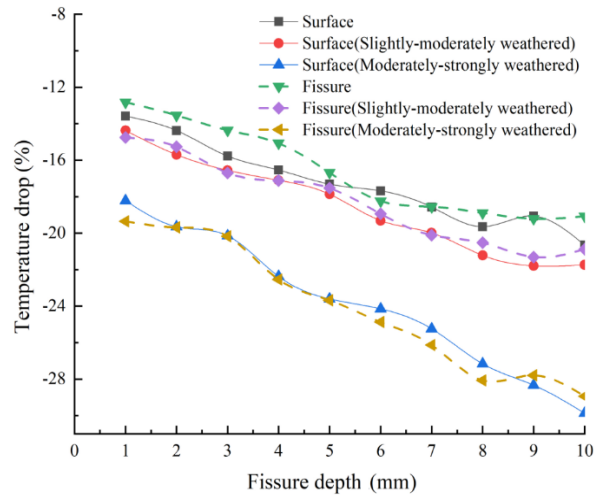 -8
-12
-16
-20
-24
-28
Temperature drop (%)
Surface
Surface(Slightly-moderately weathered)
Surface(Moderately-strongly weathered)
Fissure
Fissure(Slightly-moderately weathered)
Fissure(Moderately-strongly weathered)
0 1 2 3 4 5 6 7 8 9 10
Fissure depth (mm)